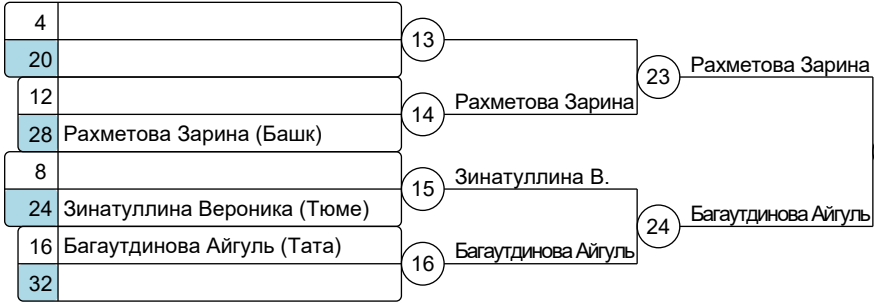 4
13
20
23
Рахметова Зарина
12
14
Рахметова Зарина
28 Рахметова Зарина (Башк)
8
15
Зинатуллина В.
24 Зинатуллина Вероника (Тюме)
24
Багаутдинова Айгуль
16 Багаутдинова Айгуль (Тата)
16
Багаутдинова Айгуль
32